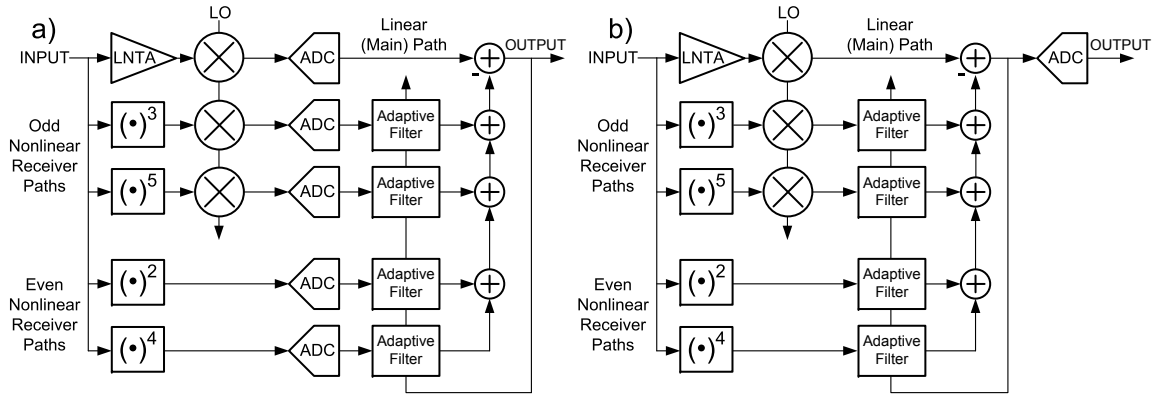 a)
LO
Linear
(Main) Path
INPUT
LNTA
ADC
-
OUTPUT
Odd
Nonlinear
Receiver
Paths
(•)3
ADC
Adaptive
Filter
(•)5
ADC
Adaptive
Filter
Even
Nonlinear
Receiver
Paths
(•)2
ADC
Adaptive
Filter
(•)4
ADC
Adaptive
Filter
b)
LO
Linear
(Main) Path
INPUT
LNTA
-
ADC
OUTPUT
Odd
Nonlinear
Receiver
Paths
(•)3
Adaptive
Filter
(•)5
Adaptive
Filter
Even
Nonlinear
Receiver
Paths
(•)2
Adaptive
Filter
(•)4
Adaptive
Filter